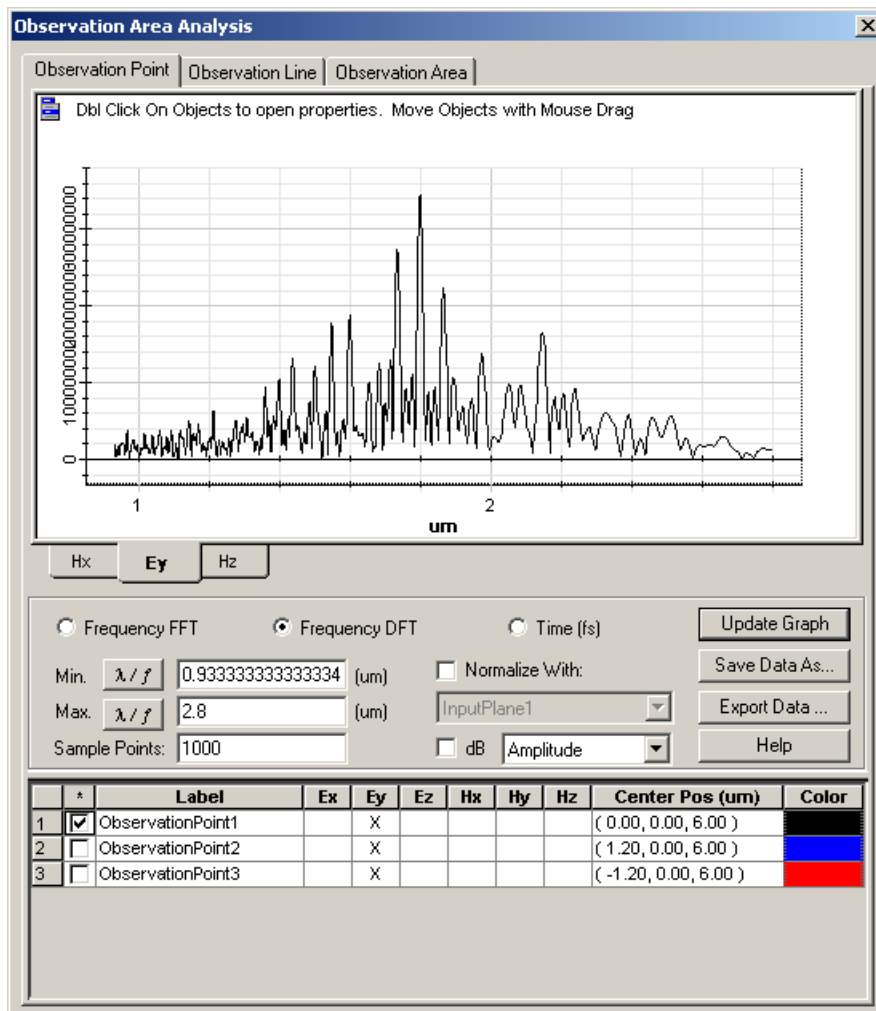 Observation Area Analysis
Observation Point Observation Line Observation Area
Dbl Click On Objects to open properties. Move Objects with Mouse Drag
0
1 2
um
Hx Ey Hz
Frequency FFT Frequency DFT Time (fs) Update Graph
Min. λ / f 0.933333333333334 (um) Normalize With: Save Data As...
Max. λ / f 2.8 (um) InputPlane1 Export Data ...
Sample Points: 1000 dB Amplitude Help
* Label Ex Ey Ez Hx Hy Hz Center Pos (um) Color
1 ObservationPoint1 X ( 0.00, 0.00, 6.00 )
2 ObservationPoint2 X ( 1.20, 0.00, 6.00 )
3 ObservationPoint3 X ( -1.20, 0.00, 6.00 )